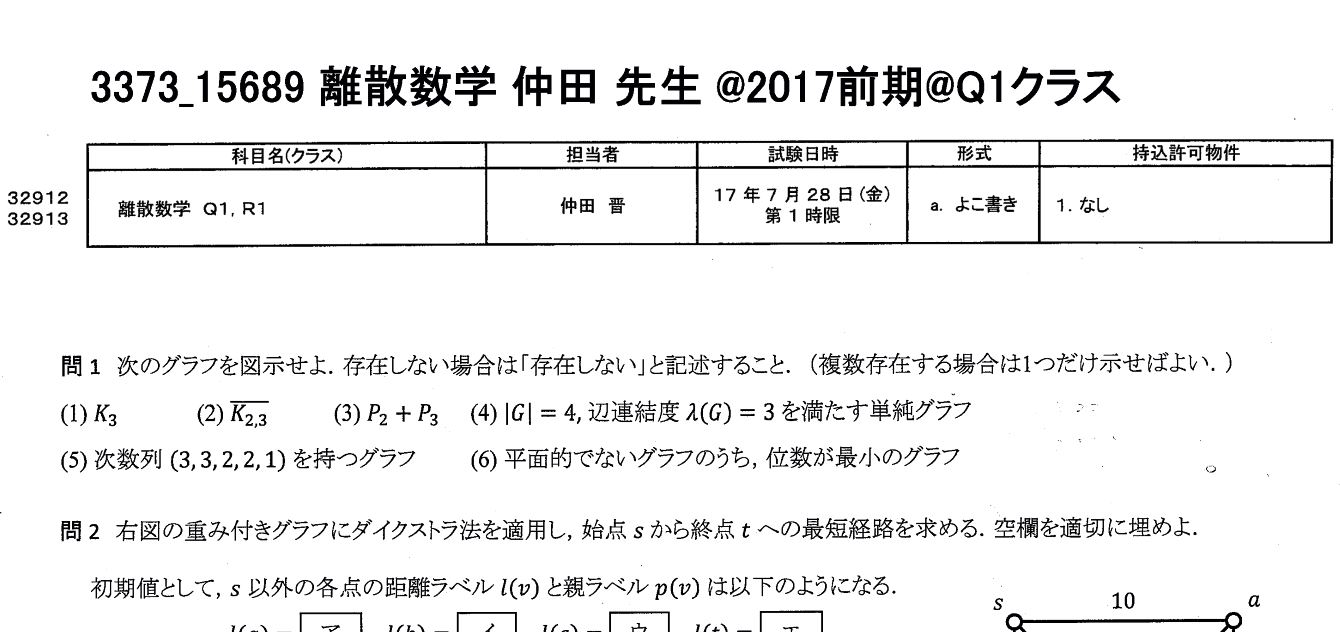 3373_15689 離散数学 仲田 先生 @2017前期@Q1クラス
科目名(クラス) 担当者 試験日時 形式 持込許可物件
32912
32913
離散数学 Q1, R1 仲田 晋 17 年 7 月 28 日 (金) a. よこ書き 1. なし
第 1 時限
問 1 次のグラフを図示せよ. 存在しない場合は「存在しない」と記述すること. (複数存在する場合は1つだけ示せばよい. )
(1) K₃ (2) \overline{K₂,₃} (3) P₂ + P₃ (4) |G| = 4, 辺連結度 λ(G) = 3 を満たす単純グラフ
(5) 次数列 (3, 3, 2, 2, 1) を持つグラフ (6) 平面的でないグラフのうち, 位数が最小のグラフ
問 2 右図の重み付きグラフにダイクストラ法を適用し, 始点 s から終点 t への最短経路を求める. 空欄を適切に埋めよ.
初期値として, s 以外の各点の距離ラベル l(v) と親ラベル p(v) は以下のようになる.
s 10 a